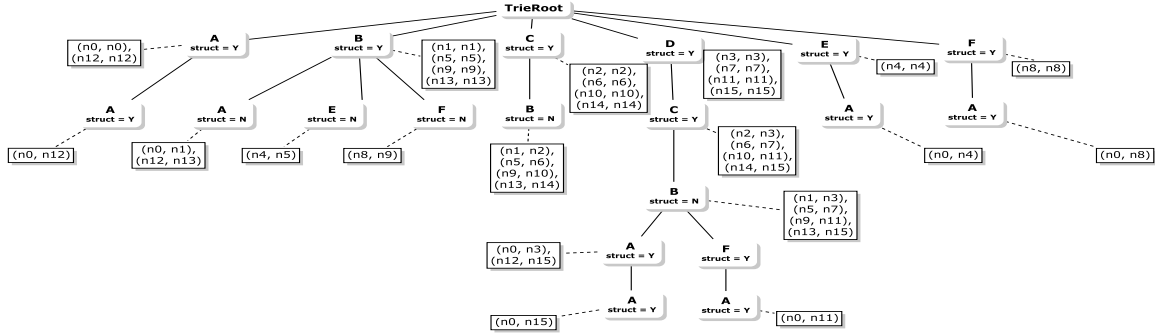 TrieRoot
A
struct = Y
(n0, n0),
(n12, n12)
B
struct = Y
(n1, n1),
(n5, n5),
(n9, n9),
(n13, n13)
C
struct = Y
(n2, n2),
(n6, n6),
(n10, n10),
(n14, n14)
D
struct = Y
(n3, n3),
(n7, n7),
(n11, n11),
(n15, n15)
E
struct = Y
(n4, n4)
F
struct = Y
(n8, n8)
A
struct = Y
(n0, n12)
A
struct = N
(n0, n1),
(n12, n13)
E
struct = N
(n4, n5)
F
struct = N
(n8, n9)
B
struct = N
(n1, n2),
(n5, n6),
(n9, n10),
(n13, n14)
C
struct = Y
(n2, n3),
(n6, n7),
(n10, n11),
(n14, n15)
A
struct = Y
(n0, n4)
A
struct = Y
(n0, n8)
B
struct = N
(n1, n3),
(n5, n7),
(n9, n11),
(n13, n15)
(n0, n3),
(n12, n15)
A
struct = Y
F
struct = Y
(n0, n15)
A
struct = Y
A
struct = Y
(n0, n11)